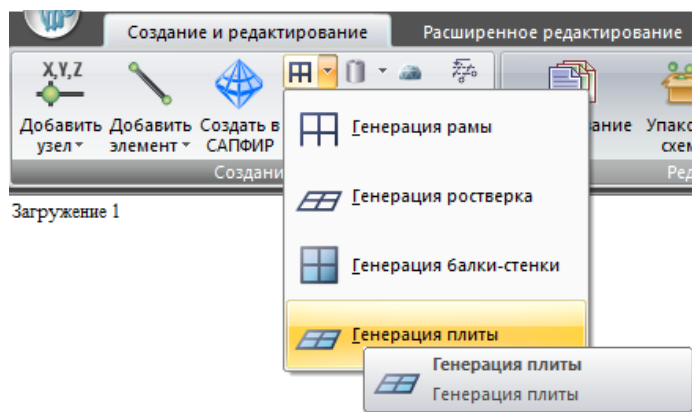 Создание и редактирование
Расширенное редактирование
X,Y,Z
Добавить узел
Добавить элемент
Создать в САПФИР
Генерация рамы
Генерация ростверка
Генерация балки-стенки
Генерация плиты
Генерация плиты
Генерация плиты
Загружение 1